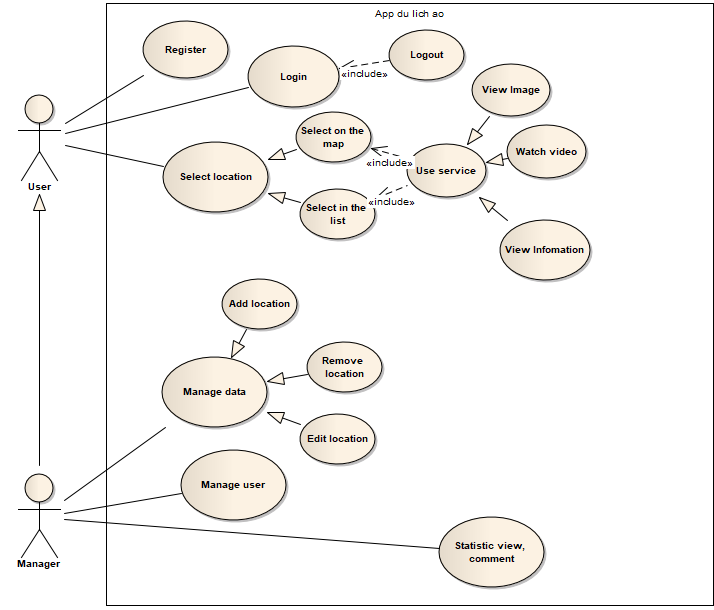 App du lich ao
Register
Login
«include»
Logout
View Image
Select on the
map
Watch video
«include»
Use service
Select location
User
Select in the
list
«include»
View Infomation
Add location
Remove
location
Manage data
Edit location
Manage user
Statistic view,
comment
Manager